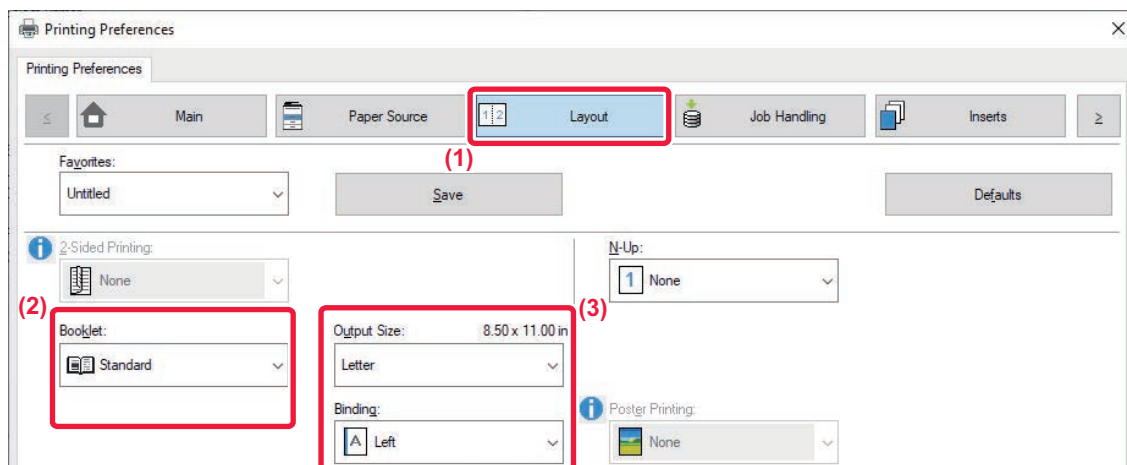 Printing Preferences
Printing Preferences
≤ Main Paper Source 1 2 Layout Job Handling Inserts ≥
(1)
Favorites:
Untitled Save Defaults
2-Sided Printing: N-Up:
None 1 None
(2) (3)
Booklet: Output Size: 8.50 x 11.00 in
Standard Letter
Binding: Poster Printing:
A Left None